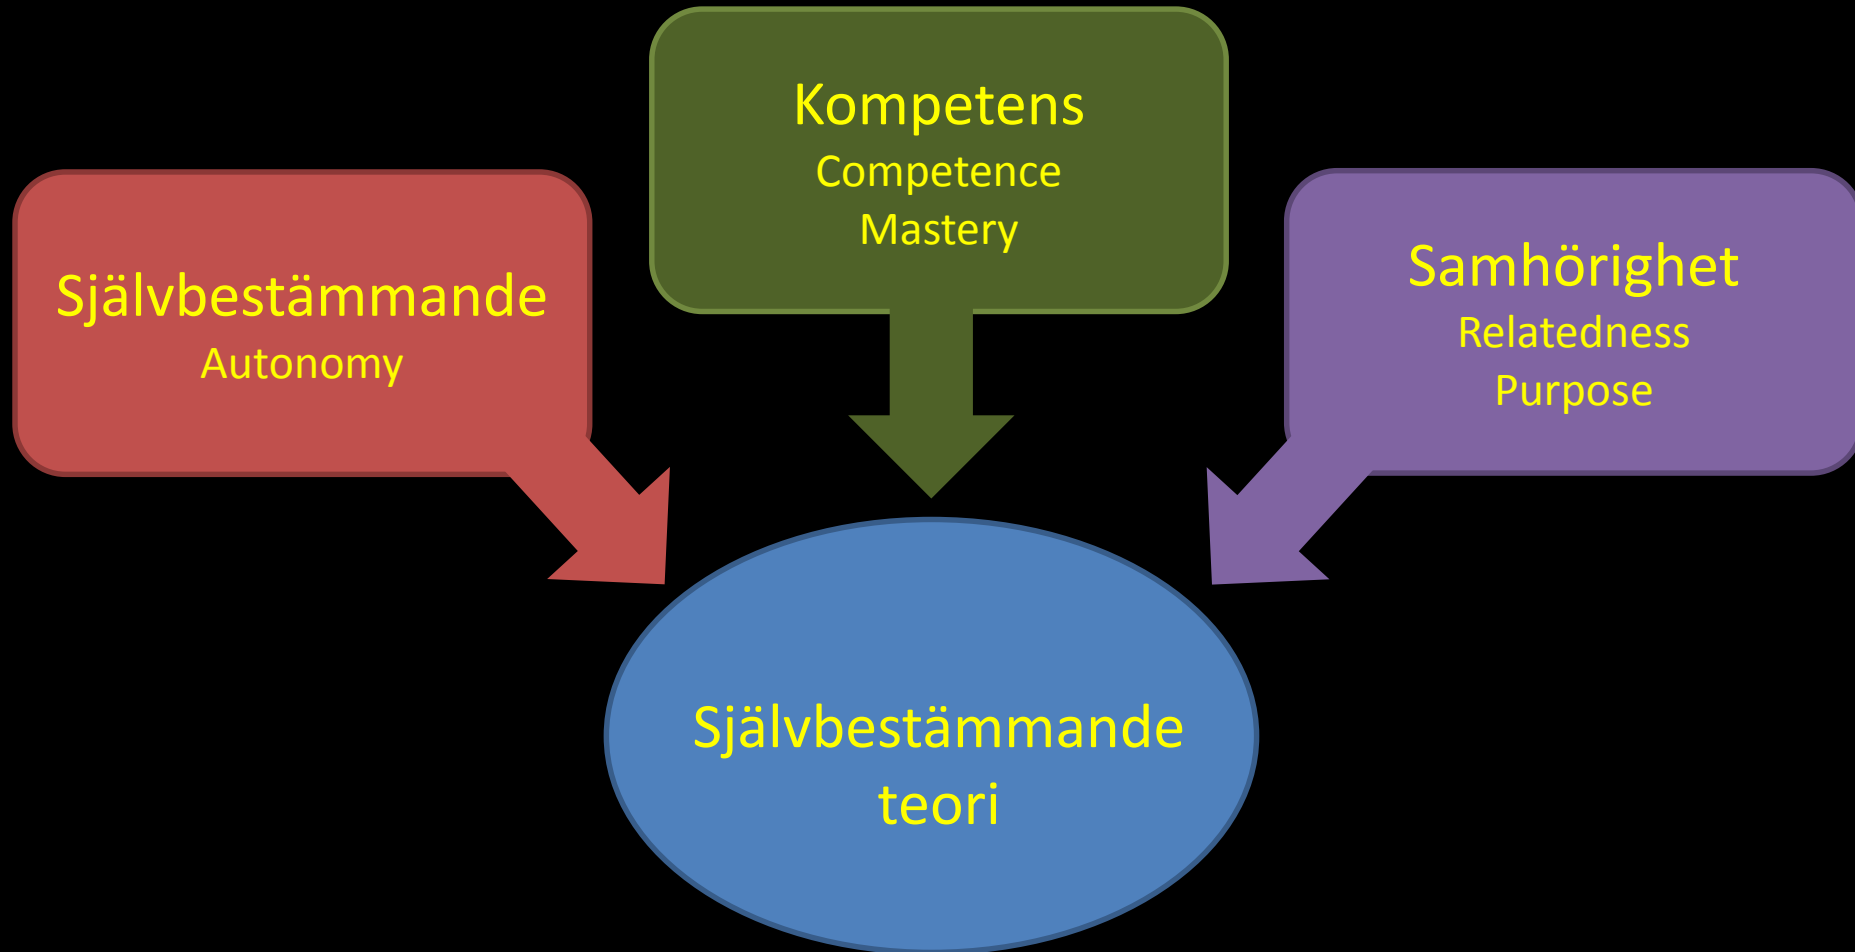 Självbestämmande
Autonomy
Kompetens
Competence
Mastery
Samhörighet
Relatedness
Purpose
Självbestämmande
teori